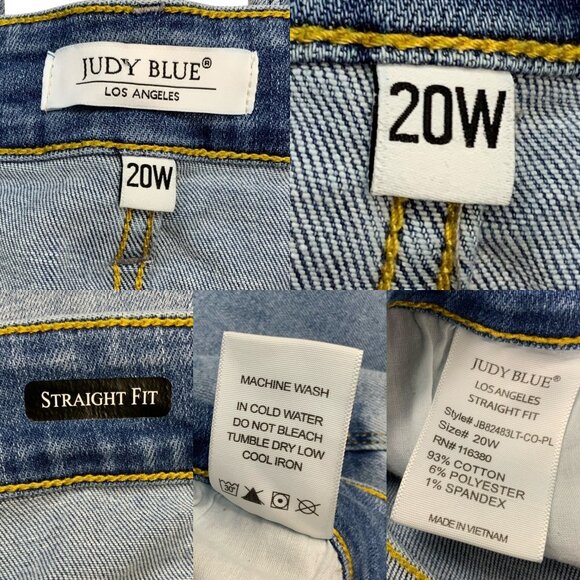 JUDY BLUE®
LOS ANGELES
20W
20W
STRAIGHT FIT
MACHINE WASH
IN COLD WATER
DO NOT BLEACH
TUMBLE DRY LOW
COOL IRON
30°
JUDY BLUE®
LOS ANGELES
STRAIGHT FIT
Style# JB82483LT-CO-PL
Size# 20W
RN# 116380
93% COTTON
6% POLYESTER
1% SPANDEX
MADE IN VIETNAM